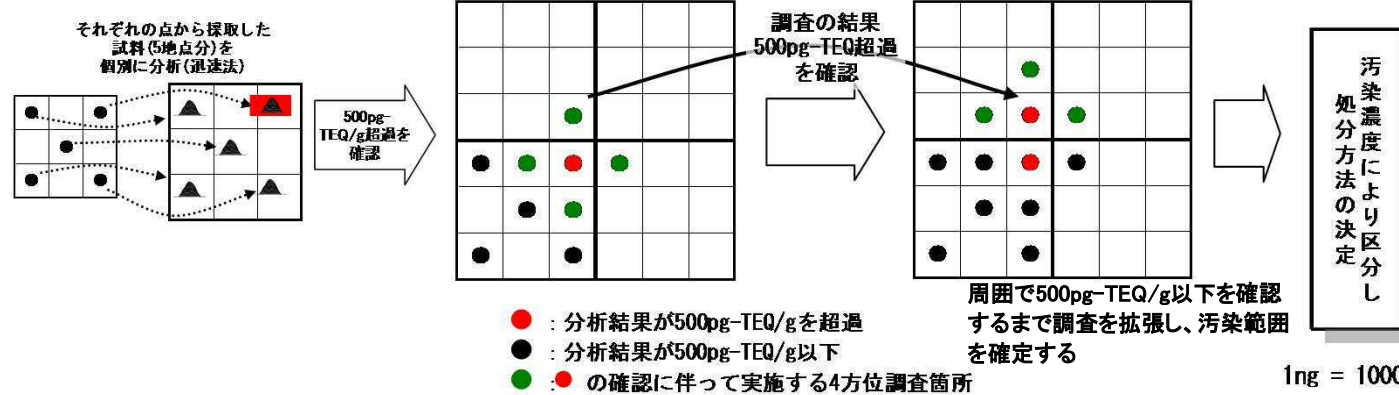 それぞれの点から採取した
試料(5地点分)を
個別に分析(迅速法)
500pg-
TEQ/g超過を
確認
調査の結果
500pg-TEQ超過
を確認
周囲で500pg-TEQ/g以下を確認
するまで調査を拡張し、汚染範囲
を確定する
汚染濃度により区分し
処分方法の決定
：分析結果が500pg-TEQ/gを超過
：分析結果が500pg-TEQ/g以下
：の確認に伴って実施する4方位調査箇所
1ng = 1000